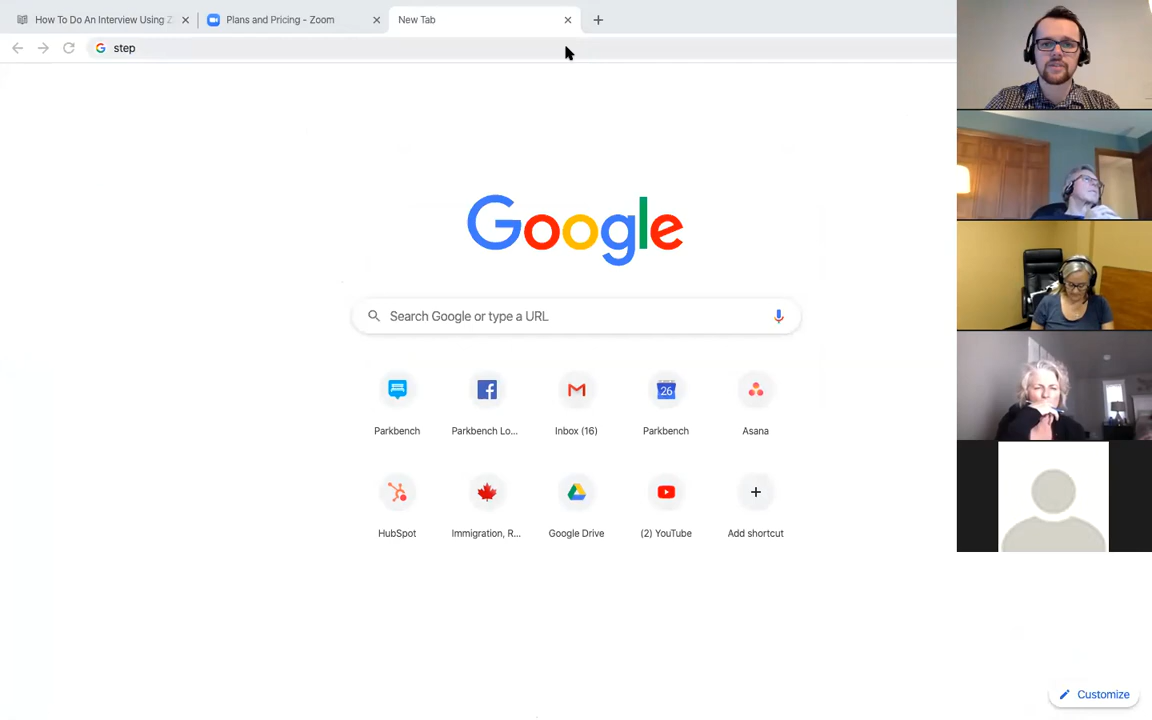 How To Do An Interview Using Z
Plans and Pricing - Zoom
New Tab
step
Google
Search Google or type a URL
26
Parkbench
Parkbench Lo...
Inbox (16)
Parkbench
Asana
HubSpot
Immigration, R...
Google Drive
(2) YouTube
Add shortcut
Customize